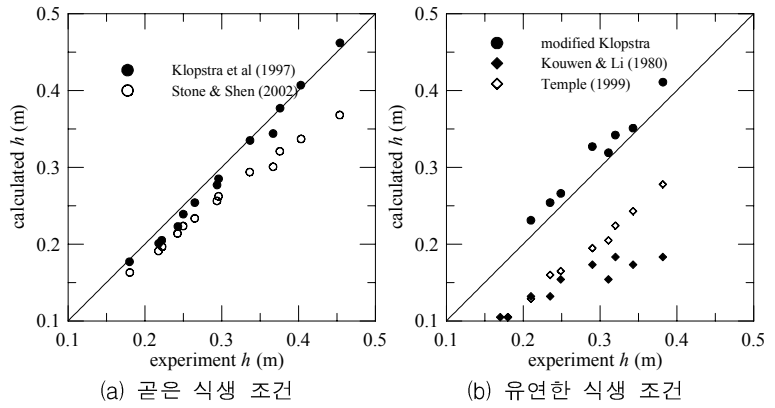 0.5
0.4
0.3
0.2
0.1
calculated h (m)
Klopstra et al (1997)
Stone & Shen (2002)
0.1 0.2 0.3 0.4 0.5
experiment h (m)
(a) 곧은 식생 조건
0.5
0.4
0.3
0.2
0.1
calculated h (m)
modified Klopstra
Kouwen & Li (1980)
Temple (1999)
0.1 0.2 0.3 0.4 0.5
experiment h (m)
(b) 유연한 식생 조건